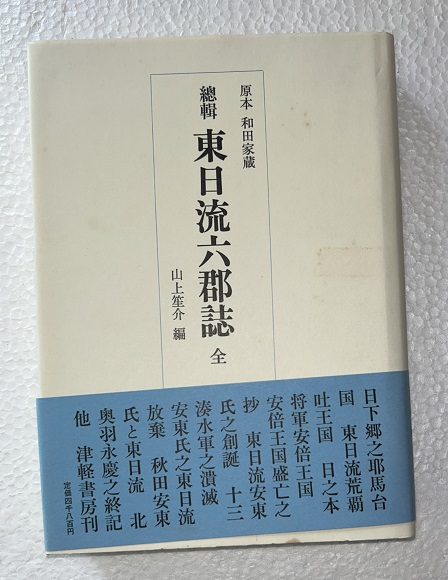 原本 和田家蔵
總輯 東日流六郡誌 全
山上笙介 編
日下郷之耶馬台
国 東日流荒覇
吐王国 日之本
将軍安倍王国
安倍王国盛亡之
抄 東日流安東
氏之創誕 十三
湊水軍之潰滅
安東氏之東日流
放棄 秋田安東
氏と東日流 北
奥羽永慶之終記
他 津軽書房刊
定価四千八百円